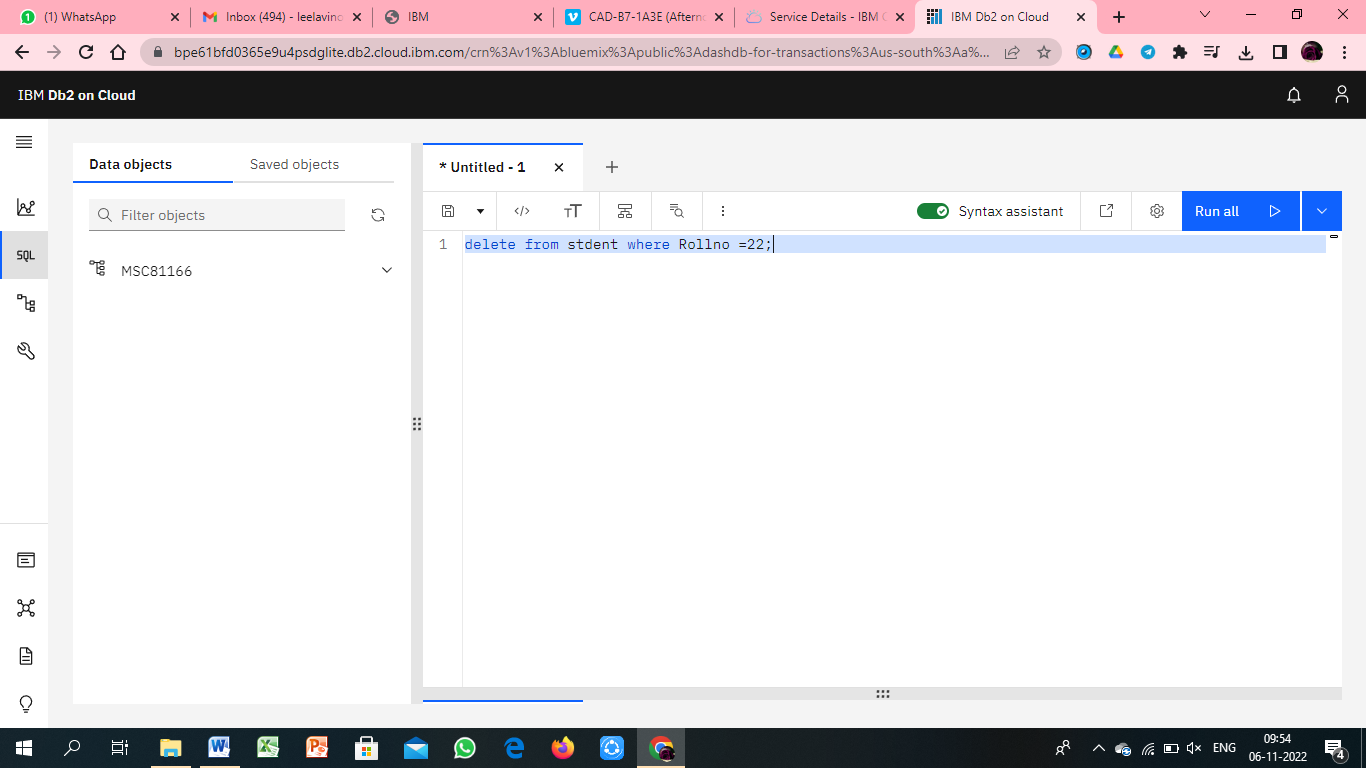 (1) WhatsApp
Inbox (494) - leelavino
IBM
CAD-B7-1A3E (Aftern
Service Details - IBM C
IBM Db2 on Cloud
bpe61bfd0365e9u4psdglite.db2.cloud.ibm.com/crn%3Av1%3Abluemix%3Apublic%3Adashdb-for-transactions%3Aus-south%3Aa%...
IBM Db2 on Cloud
Data objects
Saved objects
* Untitled - 1
Filter objects
Syntax assistant
Run all
SQL
1 delete from stdent where Rollno =22;
MSC81166
ENG
09:54
06-11-2022
4